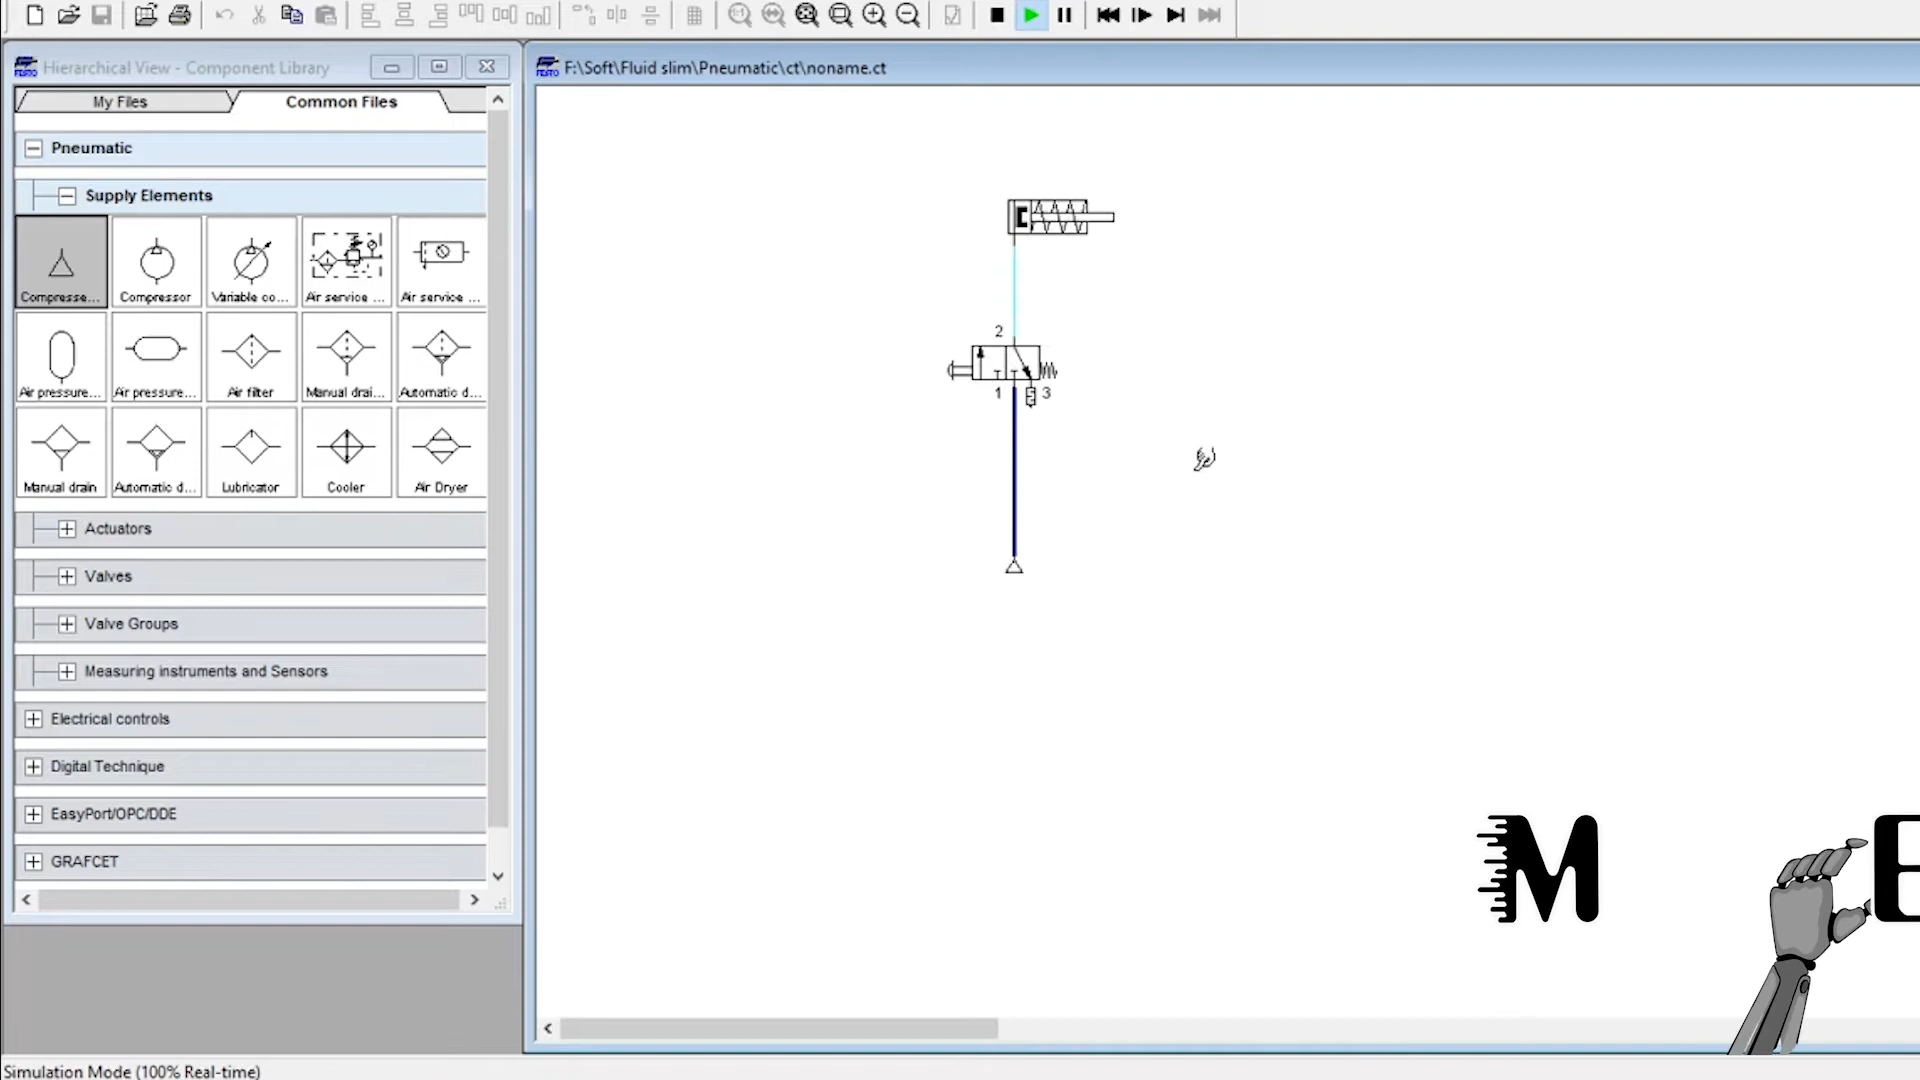 Hierarchical View - Component Library
My Files
Common Files
Pneumatic
Supply Elements
Compresse...
Compressor
Variable co...
Air service ...
Air service ...
Air pressure...
Air pressure...
Air filter
Manual drai...
Automatic d...
Manual drain
Automatic d...
Lubricator
Cooler
Air Dryer
Actuators
Valves
Valve Groups
Measuring instruments and Sensors
Electrical controls
Digital Technique
EasyPort/OPC/DDE
GRAFCET
Simulation Mode (100% Real-time)
F:\Soft\Fluid slim\Pneumatic\ct\noname.ct
2
1
3
M